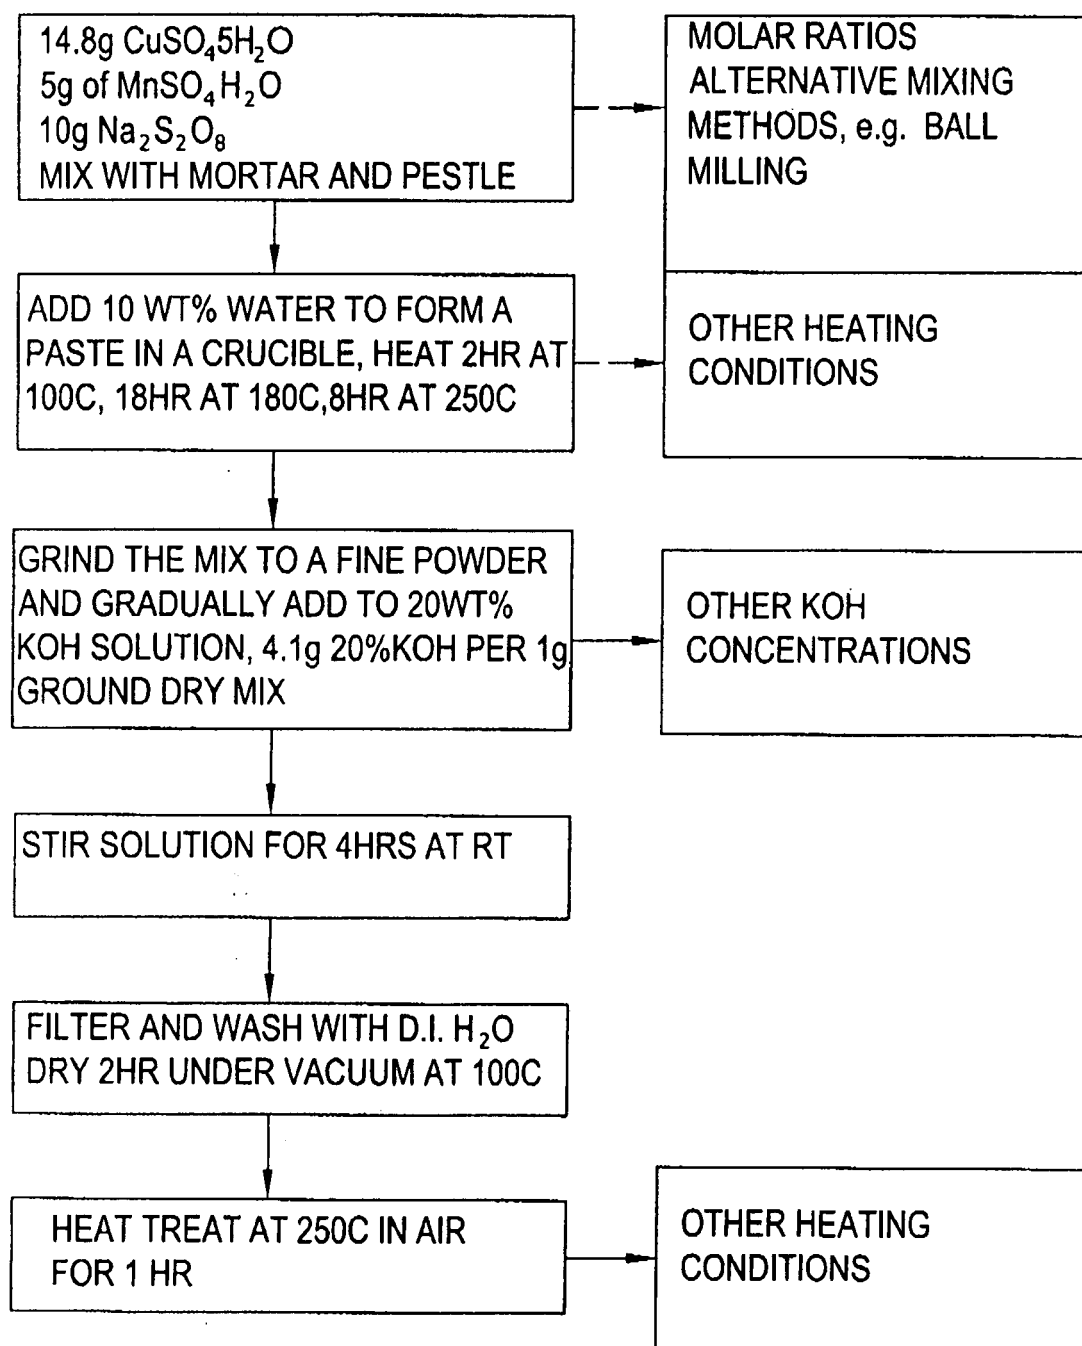 14.8g CuSO₄5H₂O
5g of MnSO₄H₂O
10g Na₂S₂O₈
MIX WITH MORTAR AND PESTLE
MOLAR RATIOS
ALTERNATIVE MIXING
METHODS, e.g. BALL
MILLING
ADD 10 WT% WATER TO FORM A
PASTE IN A CRUCIBLE, HEAT 2HR AT
100C, 18HR AT 180C,8HR AT 250C
OTHER HEATING
CONDITIONS
GRIND THE MIX TO A FINE POWDER
AND GRADUALLY ADD TO 20WT%
KOH SOLUTION, 4.1g 20%KOH PER 1g
GROUND DRY MIX
OTHER KOH
CONCENTRATIONS
STIR SOLUTION FOR 4HRS AT RT
FILTER AND WASH WITH D.I. H₂O
DRY 2HR UNDER VACUUM AT 100C
HEAT TREAT AT 250C IN AIR
FOR 1 HR
OTHER HEATING
CONDITIONS